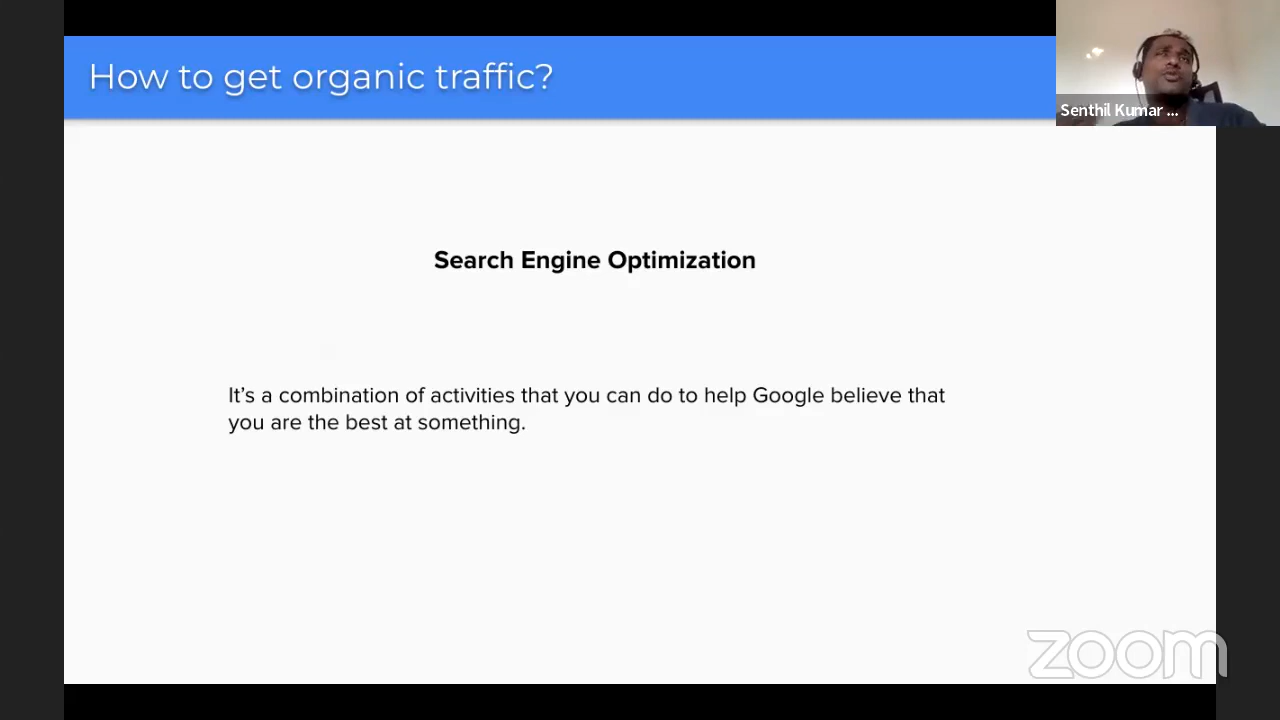 How to get organic traffic?
Senthil Kumar ...
Search Engine Optimization
It’s a combination of activities that you can do to help Google believe that
you are the best at something.
zoom